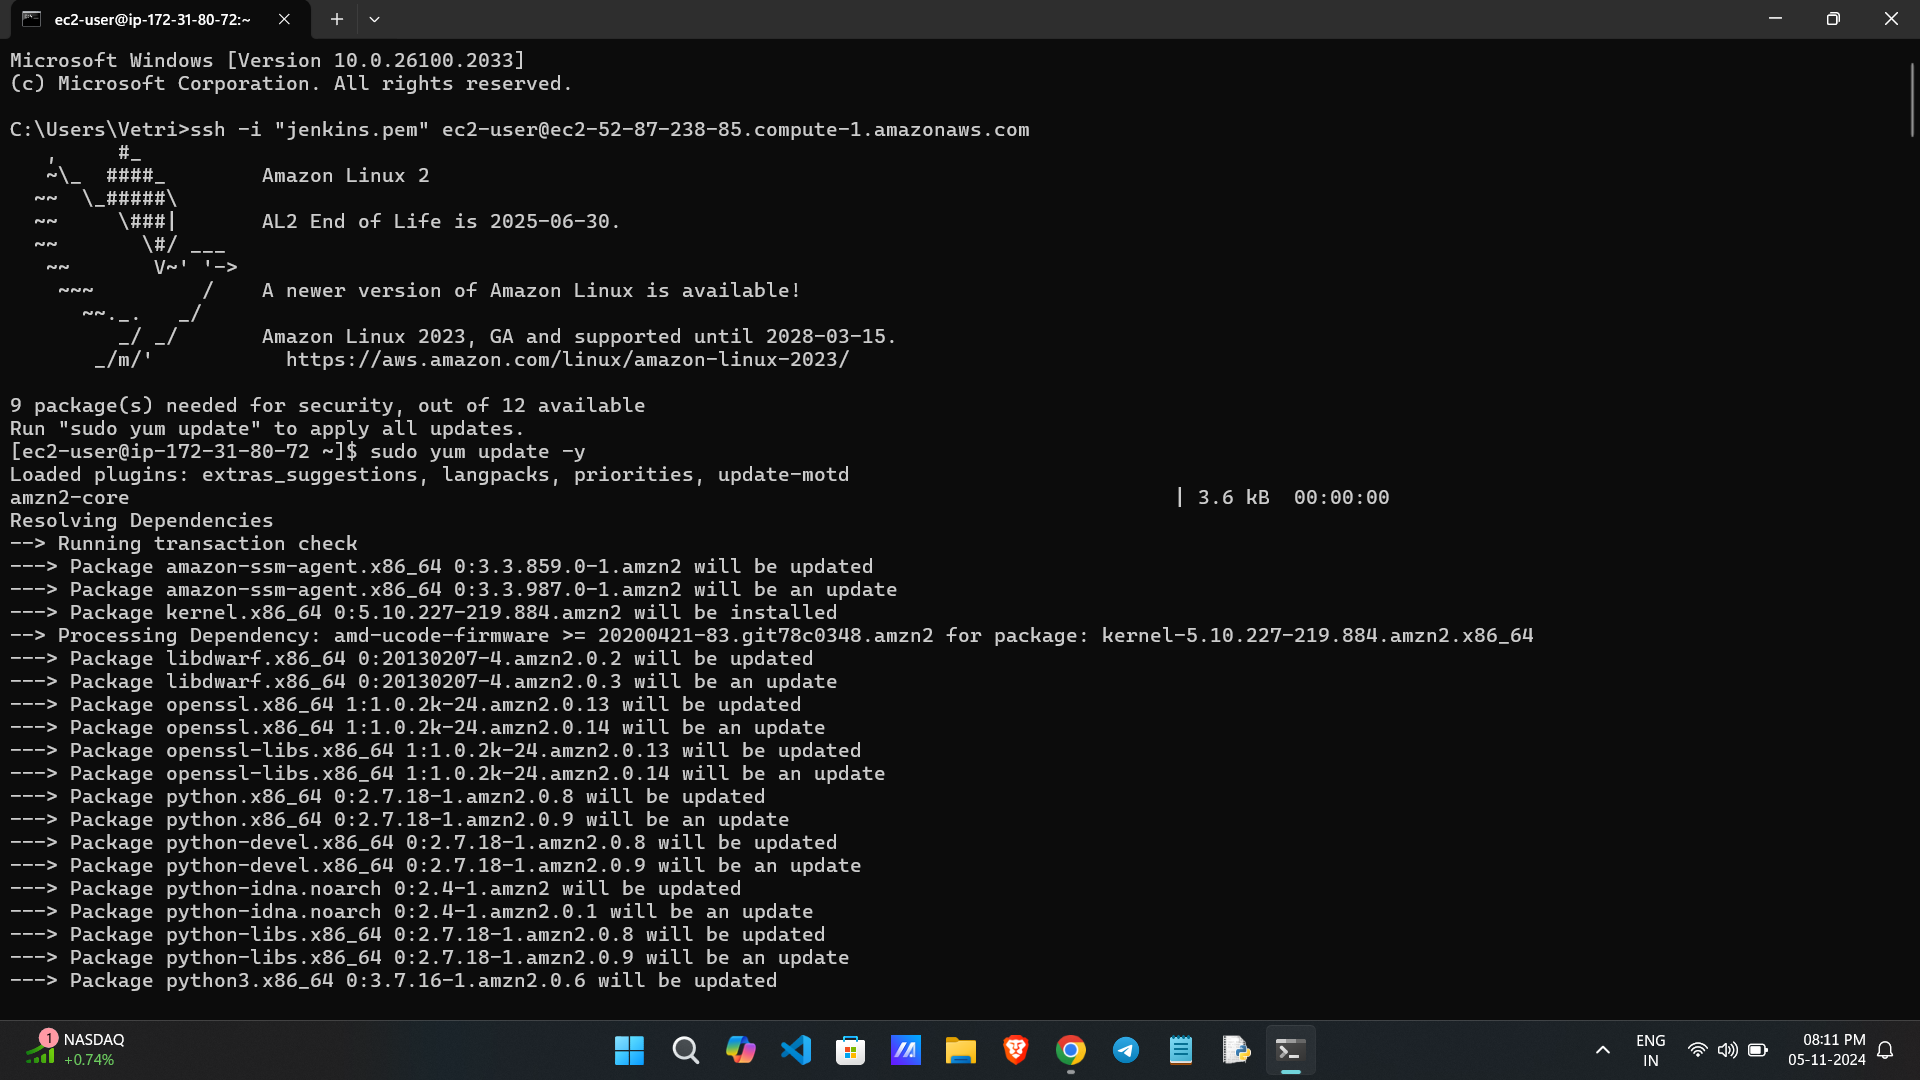 ec2-user@ip-172-31-80-72:~
Microsoft Windows [Version 10.0.26100.2033]
(c) Microsoft Corporation. All rights reserved.
C:\Users\Vetri>ssh -i "jenkins.pem" ec2-user@ec2-52-87-238-85.compute-1.amazonaws.com
   ,     #_
   ~\_  ####_        Amazon Linux 2
  ~~  \_#####\
  ~~     \###|       AL2 End of Life is 2025-06-30.
  ~~       \#/ ___
   ~~       V~' '->
    ~~~         /    A newer version of Amazon Linux is available!
      ~~._.   _/
         _/ _/       Amazon Linux 2023, GA and supported until 2028-03-15.
       _/m/'           https://aws.amazon.com/linux/amazon-linux-2023/
9 package(s) needed for security, out of 12 available
Run "sudo yum update" to apply all updates.
[ec2-user@ip-172-31-80-72 ~]$ sudo yum update -y
Loaded plugins: extras_suggestions, langpacks, priorities, update-motd
amzn2-core | 3.6 kB  00:00:00
Resolving Dependencies
--> Running transaction check
---> Package amazon-ssm-agent.x86_64 0:3.3.859.0-1.amzn2 will be updated
---> Package amazon-ssm-agent.x86_64 0:3.3.987.0-1.amzn2 will be an update
---> Package kernel.x86_64 0:5.10.227-219.884.amzn2 will be installed
--> Processing Dependency: amd-ucode-firmware >= 20200421-83.git78c0348.amzn2 for package: kernel-5.10.227-219.884.amzn2.x86_64
---> Package libdwarf.x86_64 0:20130207-4.amzn2.0.2 will be updated
---> Package libdwarf.x86_64 0:20130207-4.amzn2.0.3 will be an update
---> Package openssl.x86_64 1:1.0.2k-24.amzn2.0.13 will be updated
---> Package openssl.x86_64 1:1.0.2k-24.amzn2.0.14 will be an update
---> Package openssl-libs.x86_64 1:1.0.2k-24.amzn2.0.13 will be updated
---> Package openssl-libs.x86_64 1:1.0.2k-24.amzn2.0.14 will be an update
---> Package python.x86_64 0:2.7.18-1.amzn2.0.8 will be updated
---> Package python.x86_64 0:2.7.18-1.amzn2.0.9 will be an update
---> Package python-devel.x86_64 0:2.7.18-1.amzn2.0.8 will be updated
---> Package python-devel.x86_64 0:2.7.18-1.amzn2.0.9 will be an update
---> Package python-idna.noarch 0:2.4-1.amzn2 will be updated
---> Package python-idna.noarch 0:2.4-1.amzn2.0.1 will be an update
---> Package python-libs.x86_64 0:2.7.18-1.amzn2.0.8 will be updated
---> Package python-libs.x86_64 0:2.7.18-1.amzn2.0.9 will be an update
---> Package python3.x86_64 0:3.7.16-1.amzn2.0.6 will be updated
1
NASDAQ
+0.74%
ENG
IN
08:11 PM
05-11-2024